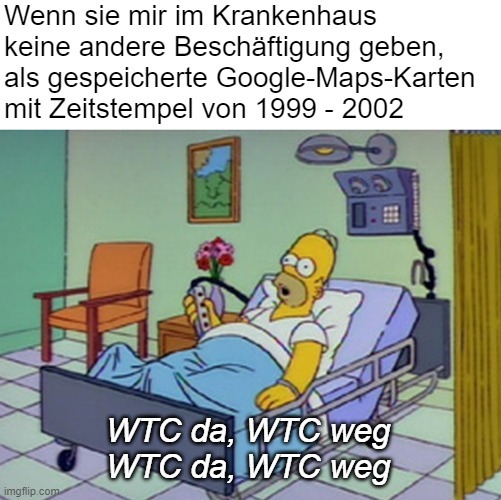 Wenn sie mir im Krankenhaus
keine andere Beschäftigung geben,
als gespeicherte Google-Maps-Karten
mit Zeitstempel von 1999 - 2002
WTC da, WTC weg
WTC da, WTC weg
imgflip.com